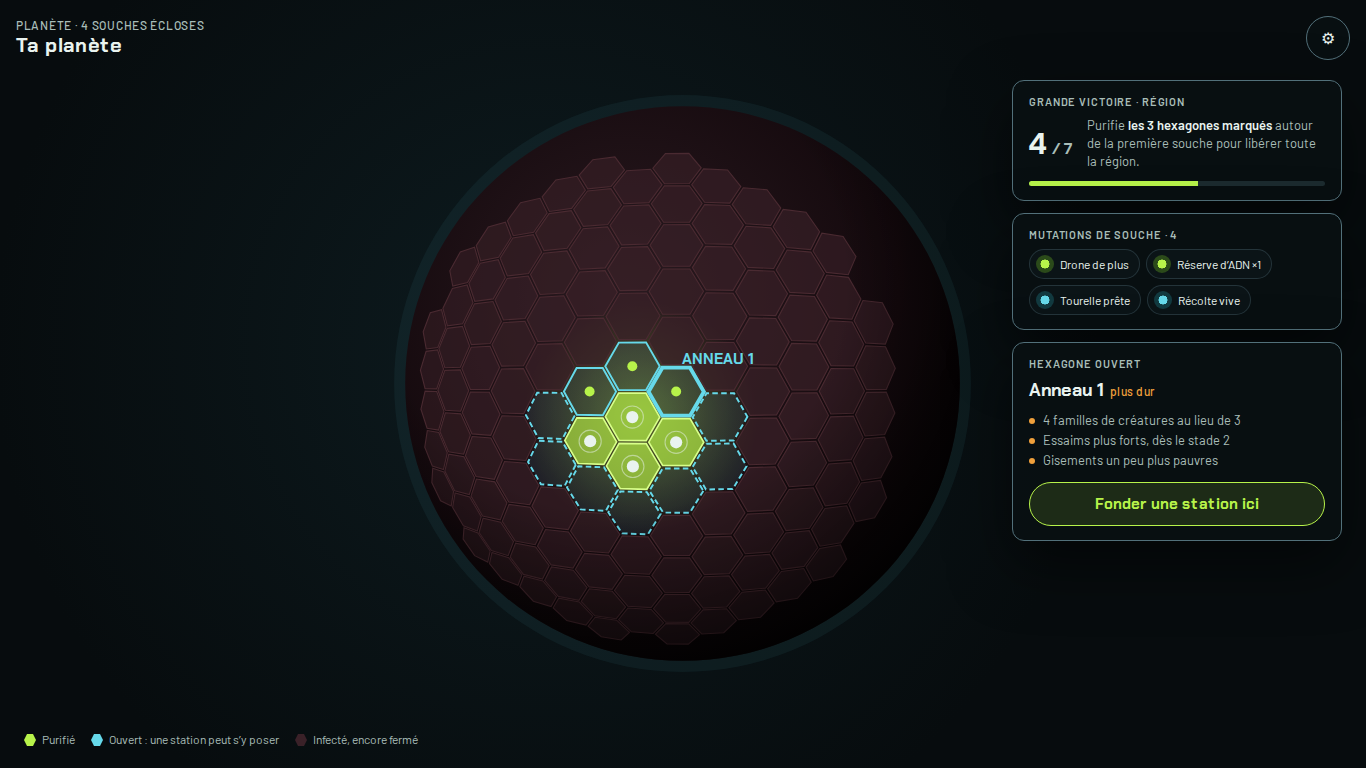 PLANÈTE · 4 SOUCHES ÉCLOSES
Ta planète
⚙
GRANDE VICTOIRE · RÉGION
4 / 7
Purifie les 3 hexagones marqués autour
de la première souche pour libérer toute
la région.
MUTATIONS DE SOUCHE · 4
Drone de plus
Réserve d'ADN ×1
Tourelle prête
Récolte vive
ANNEAU 1
HEXAGONE OUVERT
Anneau 1 plus dur
4 familles de créatures au lieu de 3
Essaims plus forts, dès le stade 2
Gisements un peu plus pauvres
Fonder une station ici
Purifié
Ouvert : une station peut s'y poser
Infecté, encore fermé